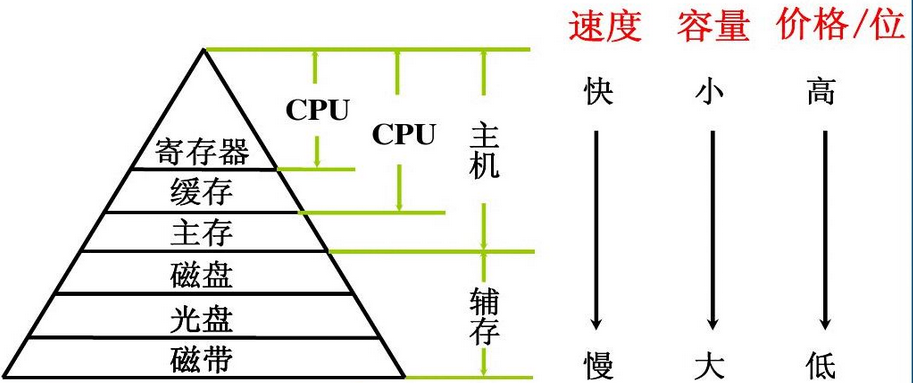 速度 容量 价格/位
快 小 高
CPU
CPU
主机
寄存器
缓存
主存
磁盘
辅存
光盘
磁带
慢 大 低